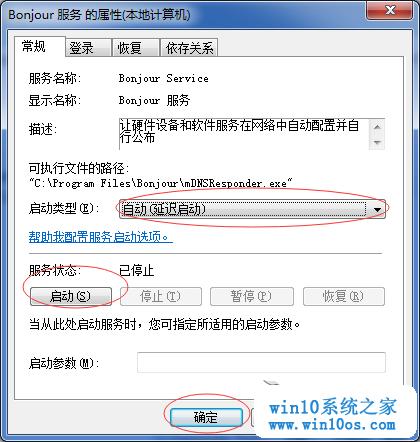 Bonjour 服务 的属性(本地计算机)
常规 登录 恢复 依存关系
服务名称: Bonjour Service
显示名称: Bonjour 服务
描述: 让硬件设备和软件服务在网络中自动配置并自
行公布
可执行文件的路径:
"C:\Program Files\Bonjour\mDNSResponder.exe"
启动类型(E): 自动(延迟启动)
帮助我配置服务启动选项。
服务状态: 已停止
启动(S) 停止(T) 暂停(P) 恢复(R)
当从此处启动服务时，您可指定所适用的启动参数。
启动参数(M):
确定
win10系统之家
www.win10os.com